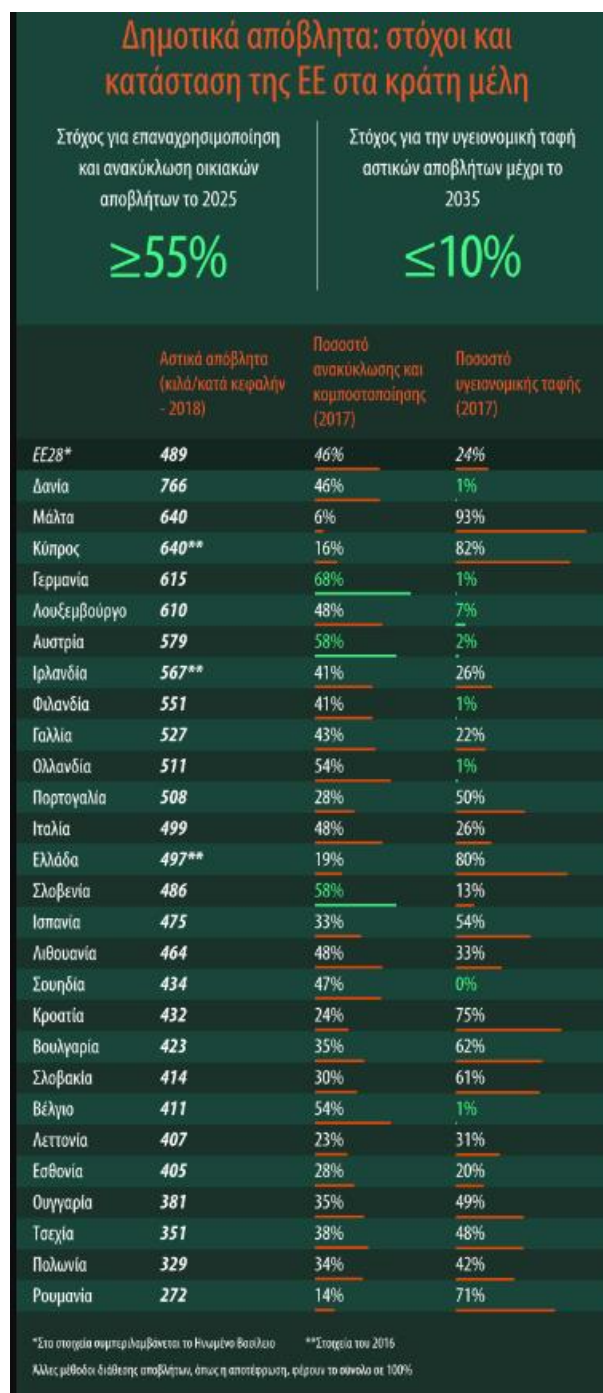 Δημοτικά απόβλητα: στόχοι και
κατάσταση της ΕΕ στα κράτη μέλη
Στόχος για επαναχρησιμοποίηση
και ανακύκλωση οικιακών
αποβλήτων το 2025
≥55%
Στόχος για την υγειονομική ταφή
αστικών αποβλήτων μέχρι το
2035
≤10%
Αστικά απόβλητα
(κιλά/κατά κεφαλήν
- 2018)
Ποσοστό
ανακύκλωσης και
κομποστοποίησης
(2017)
Ποσοστό
υγειονομικής ταφής
(2017)
ΕΕ28* 489 46% 24%
Δανία 766 46% 1%
Μάλτα 640 6% 93%
Κύπρος 640** 16% 82%
Γερμανία 615 68% 1%
Λουξεμβούργο 610 48% 7%
Αυστρία 579 58% 2%
Ιρλανδία 567** 41% 26%
Φιλανδία 551 41% 1%
Γαλλία 527 43% 22%
Ολλανδία 511 54% 1%
Πορτογαλία 508 28% 50%
Ιταλία 499 48% 26%
Ελλάδα 497** 19% 80%
Σλοβενία 486 58% 13%
Ισπανία 475 33% 54%
Λιθουανία 464 48% 33%
Σουηδία 434 47% 0%
Κροατία 432 24% 75%
Βουλγαρία 423 35% 62%
Σλοβακία 414 30% 61%
Βέλγιο 411 54% 1%
Λεττονία 407 23% 31%
Εσθονία 405 28% 20%
Ουγγαρία 381 35% 49%
Τσεχία 351 38% 48%
Πολωνία 329 34% 42%
Ρουμανία 272 14% 71%
*Στα στοιχεία συμπεριλαμβάνεται το Ηνωμένο Βασίλειο **Στοιχεία του 2016
Άλλες μέθοδοι διάθεσης αποβλήτων, όπως η αποτέφρωση, φέρουν το σύνολο σε 100%